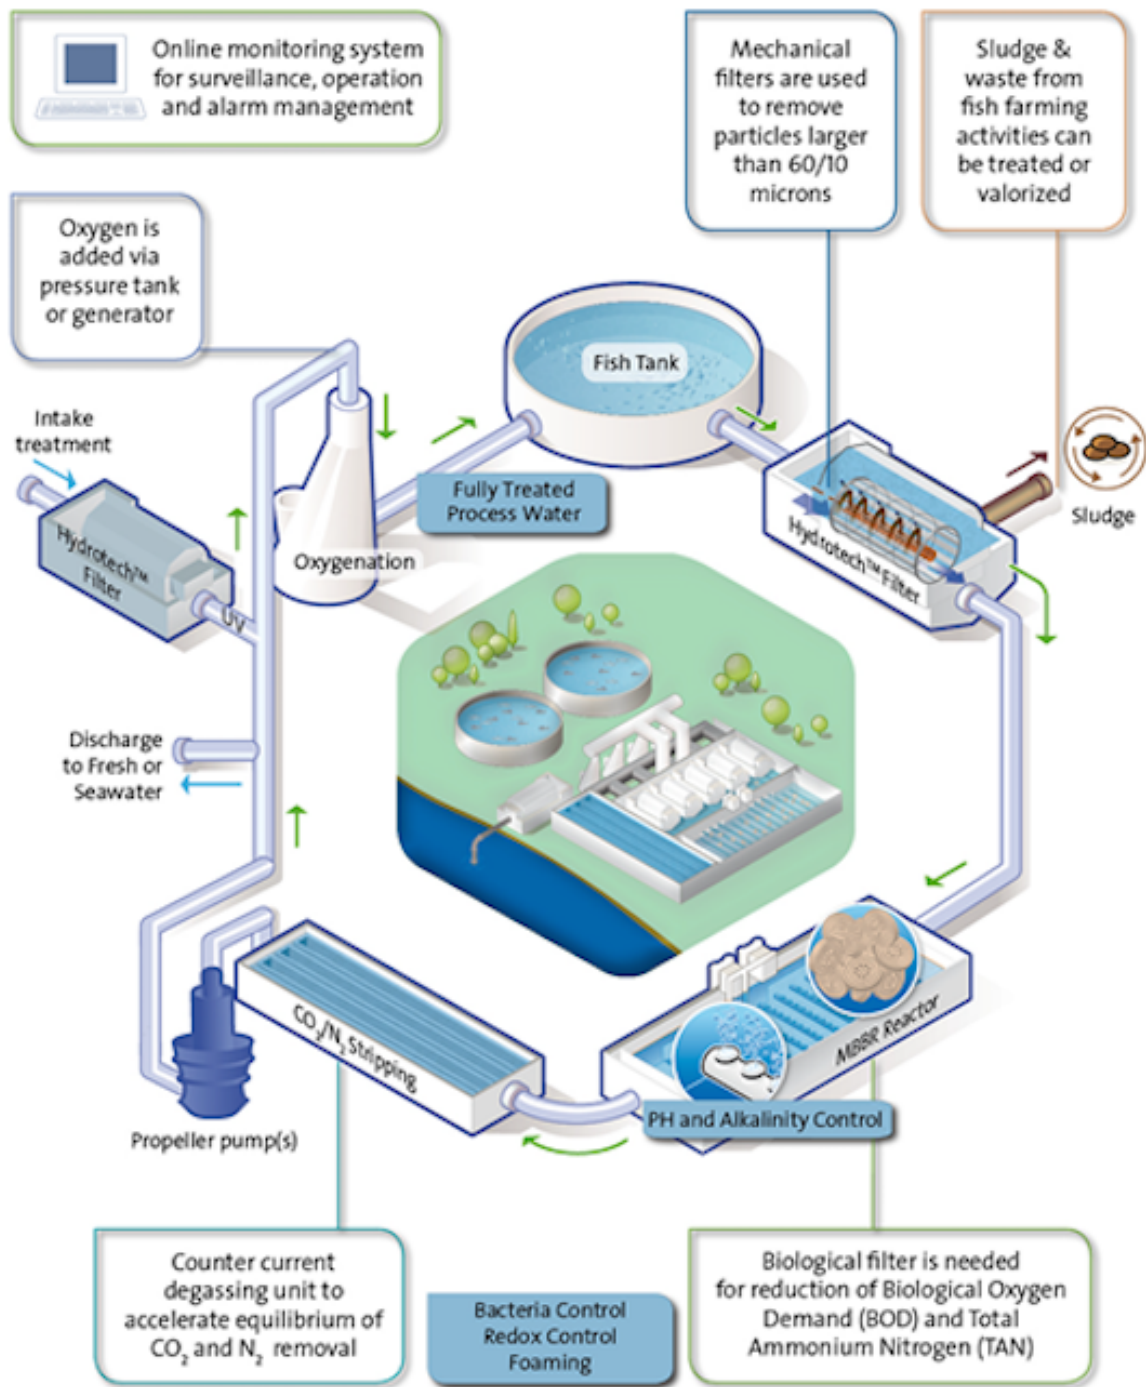 Online monitoring system
for surveillance, operation
and alarm management
Mechanical
filters are used
to remove
particles larger
than 60/10
microns
Sludge &
waste from
fish farming
activities can
be treated or
valorized
Oxygen is
added via
pressure tank
or generator
Fish Tank
Intake
treatment
Fully Treated
Process Water
Hydrotech™
Filter
UV
Oxygenation
Hydrotech™ Filter
Sludge
Discharge
to Fresh or
Seawater
CO₂/N₂ Stripping
MBBR Reactor
PH and Alkalinity Control
Propeller pump(s)
Counter current
degassing unit to
accelerate equilibrium of
CO₂ and N₂ removal
Bacteria Control
Redox Control
Foaming
Biological filter is needed
for reduction of Biological Oxygen
Demand (BOD) and Total
Ammonium Nitrogen (TAN)